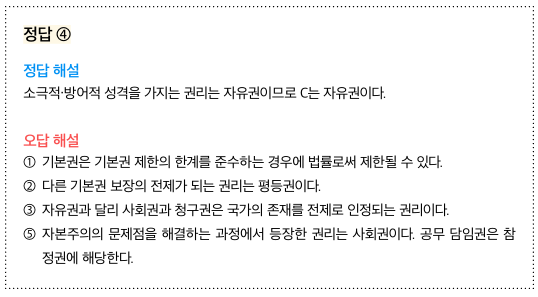 정답 ④
정답 해설
소극적·방어적 성격을 가지는 권리는 자유권이므로 C는 자유권이다.
오답 해설
① 기본권은 기본권 제한의 한계를 준수하는 경우에 법률로써 제한될 수 있다.
② 다른 기본권 보장의 전제가 되는 권리는 평등권이다.
③ 자유권과 달리 사회권과 청구권은 국가의 존재를 전제로 인정되는 권리이다.
⑤ 자본주의의 문제점을 해결하는 과정에서 등장한 권리는 사회권이다. 공무 담임권은 참
정권에 해당한다.